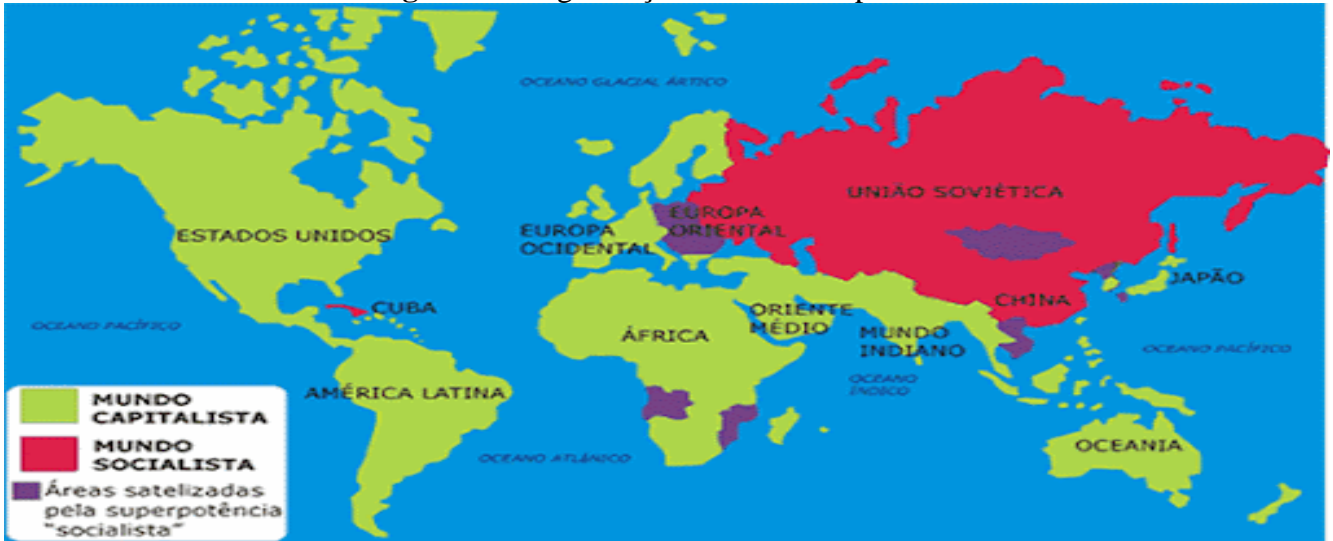 OCEANO GLACIAL ÁRTICO
UNIÃO SOVIÉTICA
EUROPA
ORIENTAL
ESTADOS UNIDOS
EUROPA
OCIDENTAL
JAPÃO
CHINA
CUBA
ORIENTE
MÉDIO
OCEANO PACÍFICO
ÁFRICA
MUNDO
INDIANO
OCEANO PACÍFICO
OCEANO
ÍNDICO
AMÉRICA LATINA
OCEANIA
OCEANO ATLÂNICO
MUNDO
CAPITALISTA
MUNDO
SOCIALISTA
Áreas satelizadas
pela superpotência
"socialista"